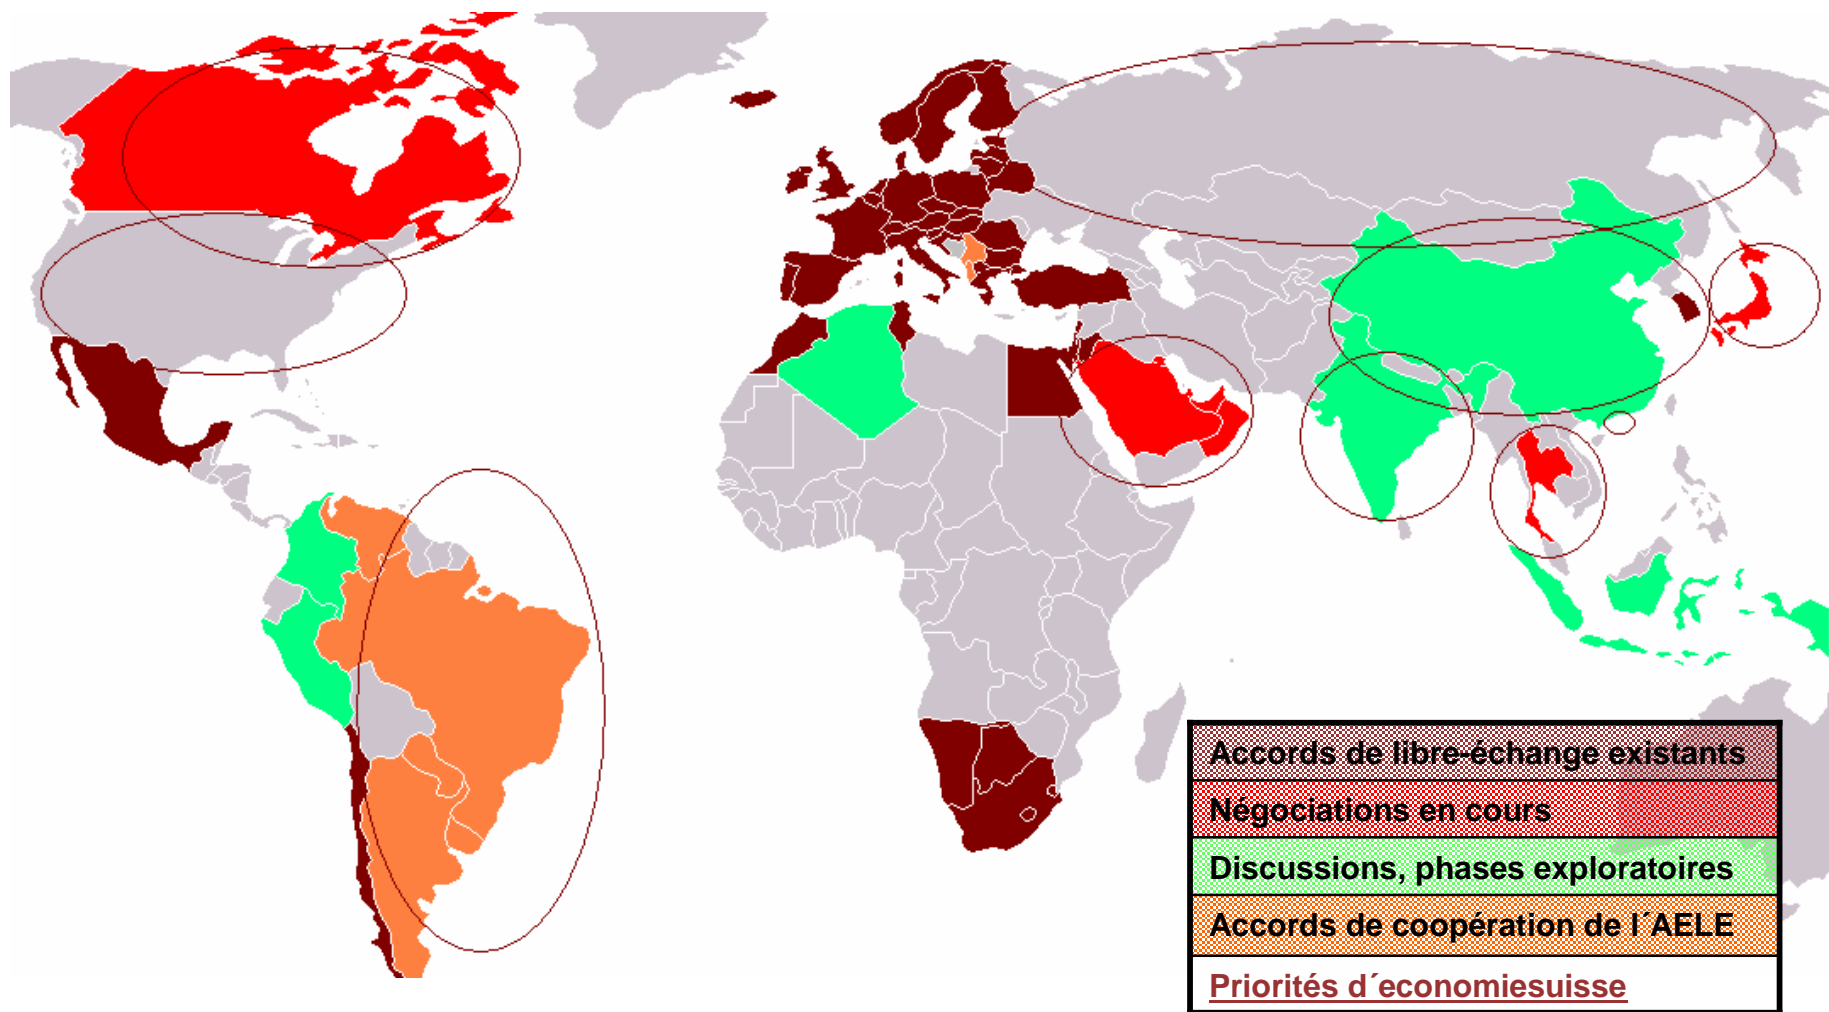 Accords de libre-échange existants
Négociations en cours
Discussions, phases exploratoires
Accords de coopération de l´AELE
Priorités d´economiesuisse